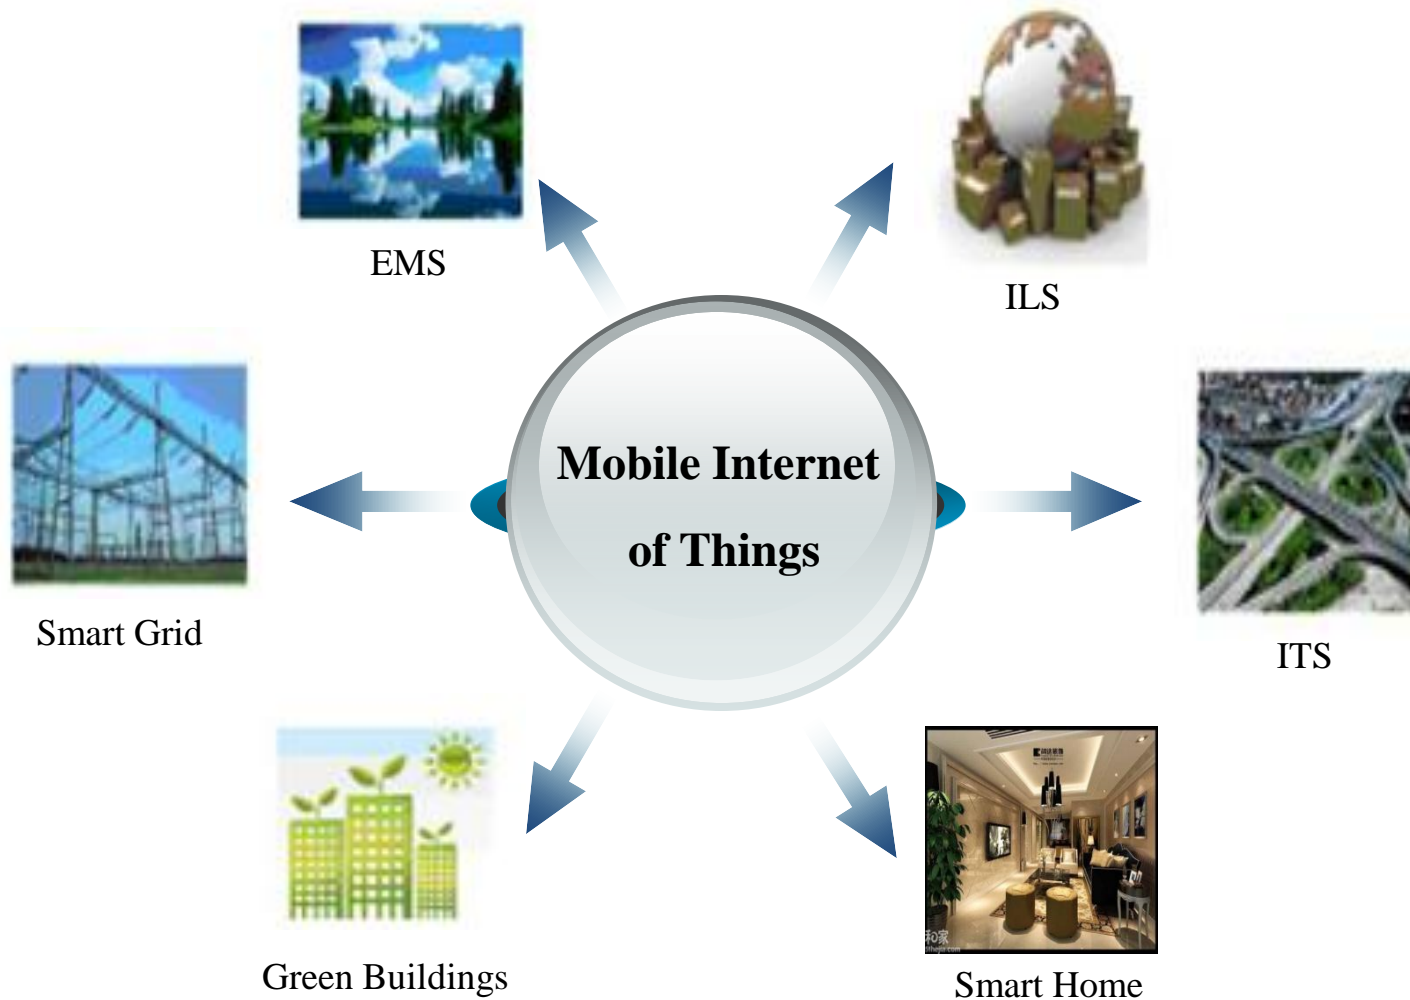 EMS
ILS
Mobile Internet
of Things
Smart Grid
ITS
Green Buildings
Smart Home